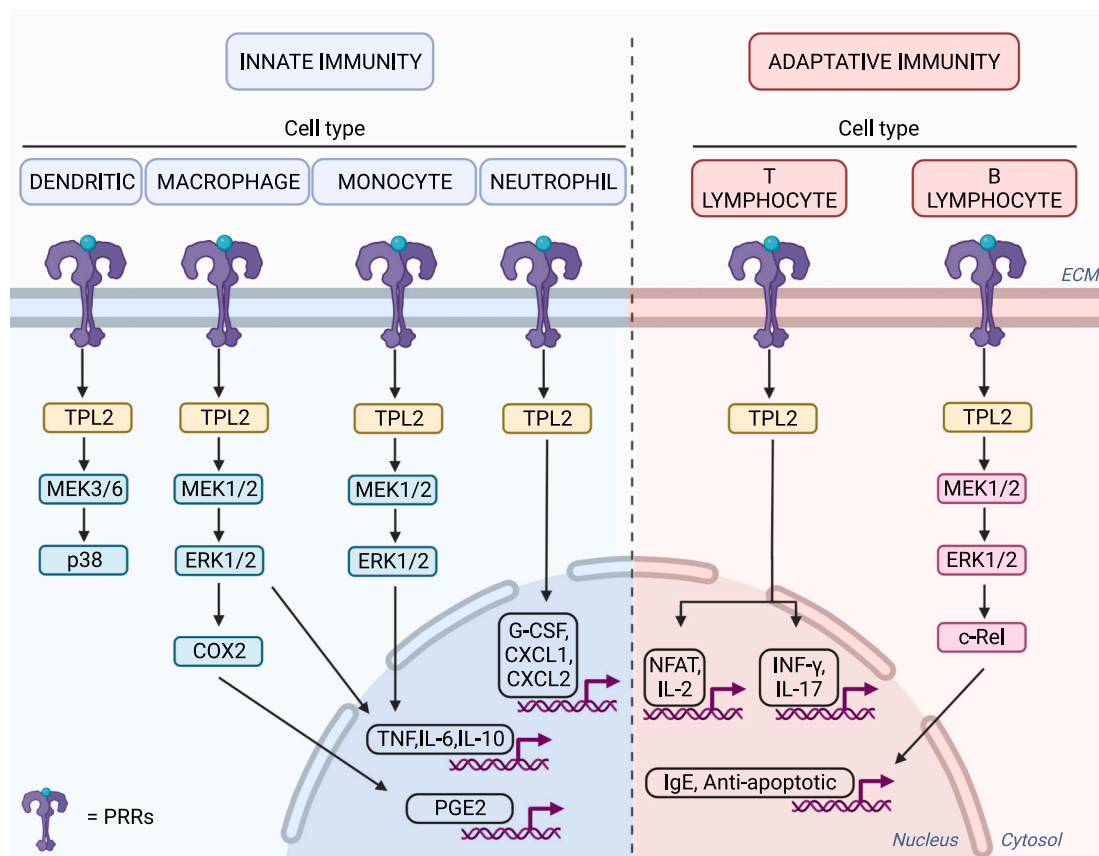 INNATE IMMUNITY
ADAPTATIVE IMMUNITY
Cell type
Cell type
DENDRITIC
MACROPHAGE
MONOCYTE
NEUTROPHIL
T
LYMPHOCYTE
B
LYMPHOCYTE
ECM
TPL2
TPL2
TPL2
TPL2
TPL2
TPL2
MEK3/6
MEK1/2
MEK1/2
MEK1/2
p38
ERK1/2
ERK1/2
ERK1/2
COX2
G-CSF,
CXCL1,
CXCL2
NFAT,
IL-2
INF-γ,
IL-17
c-Rel
TNF,IL-6,IL-10
IgE, Anti-apoptotic
PGE2
= PRRs
Nucleus
Cytosol